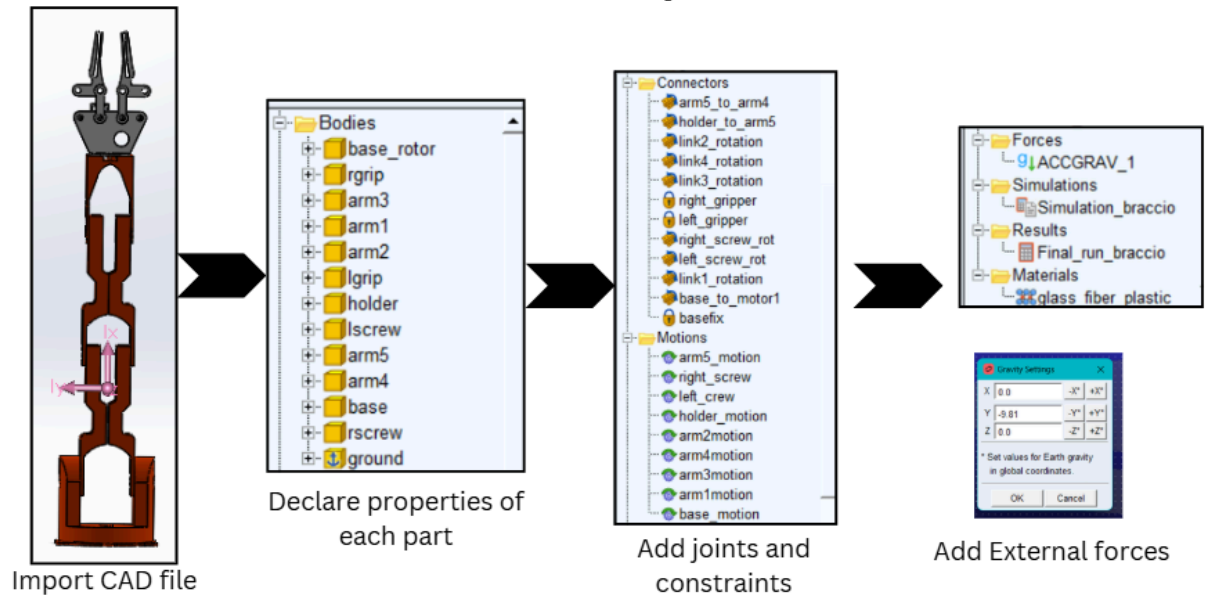 Ix
Iy
Import CAD file
Bodies
base_rotor
rgrip
arm3
arm1
arm2
lgrip
holder
lscrew
arm5
arm4
base
rscrew
ground
Declare properties of
each part
Connectors
arm5_to_arm4
holder_to_arm5
link2_rotation
link4_rotation
link3_rotation
right_gripper
left_gripper
right_screw_rot
left_screw_rot
link1_rotation
base_to_motor1
basefix
Motions
arm5_motion
right_screw
left_crew
holder_motion
arm2motion
arm4motion
arm3motion
arm1motion
base_motion
Add joints and
constraints
Forces
ACCGRAV_1
Simulations
Simulation_braccio
Results
Final_run_braccio
Materials
glass_fiber_plastic
Gravity Settings
X 0.0 -X* +X*
Y -9.81 -Y* +Y*
Z 0.0 -Z* +Z*
* Set values for Earth gravity
in global coordinates.
OK Cancel
Add External forces